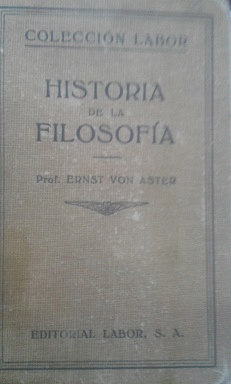 COLECCIÓN LABOR
HISTORIA
DE LA
FILOSOFÍA
Prof. ERNST VON ASTER
EDITORIAL LABOR, S. A.